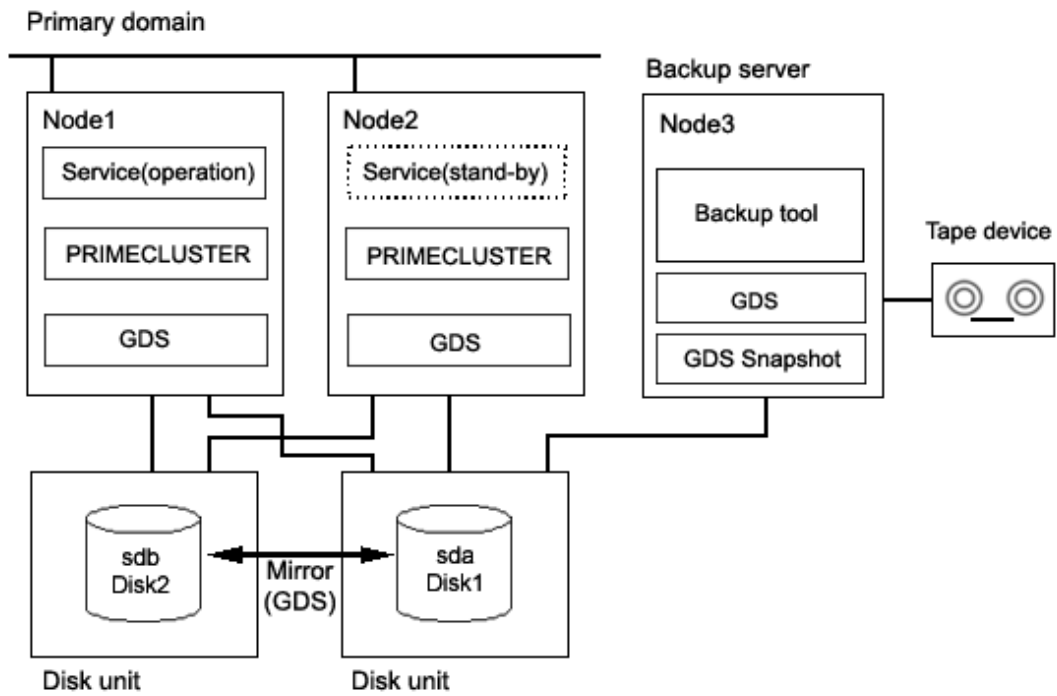 Primary domain
Backup server
Node1
Service(operation)
PRIMECLUSTER
GDS
Node2
Service(stand-by)
PRIMECLUSTER
GDS
Node3
Backup tool
GDS
GDS Snapshot
Tape device
sdb
Disk2
Mirror
(GDS)
sda
Disk1
Disk unit
Disk unit